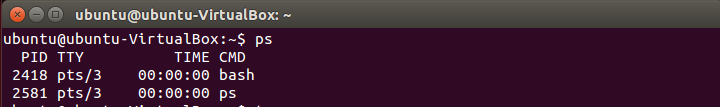 ubuntu@ubuntu-VirtualBox: ~
ubuntu@ubuntu-VirtualBox:~$ ps
  PID TTY          TIME CMD
 2418 pts/3    00:00:00 bash
 2581 pts/3    00:00:00 ps